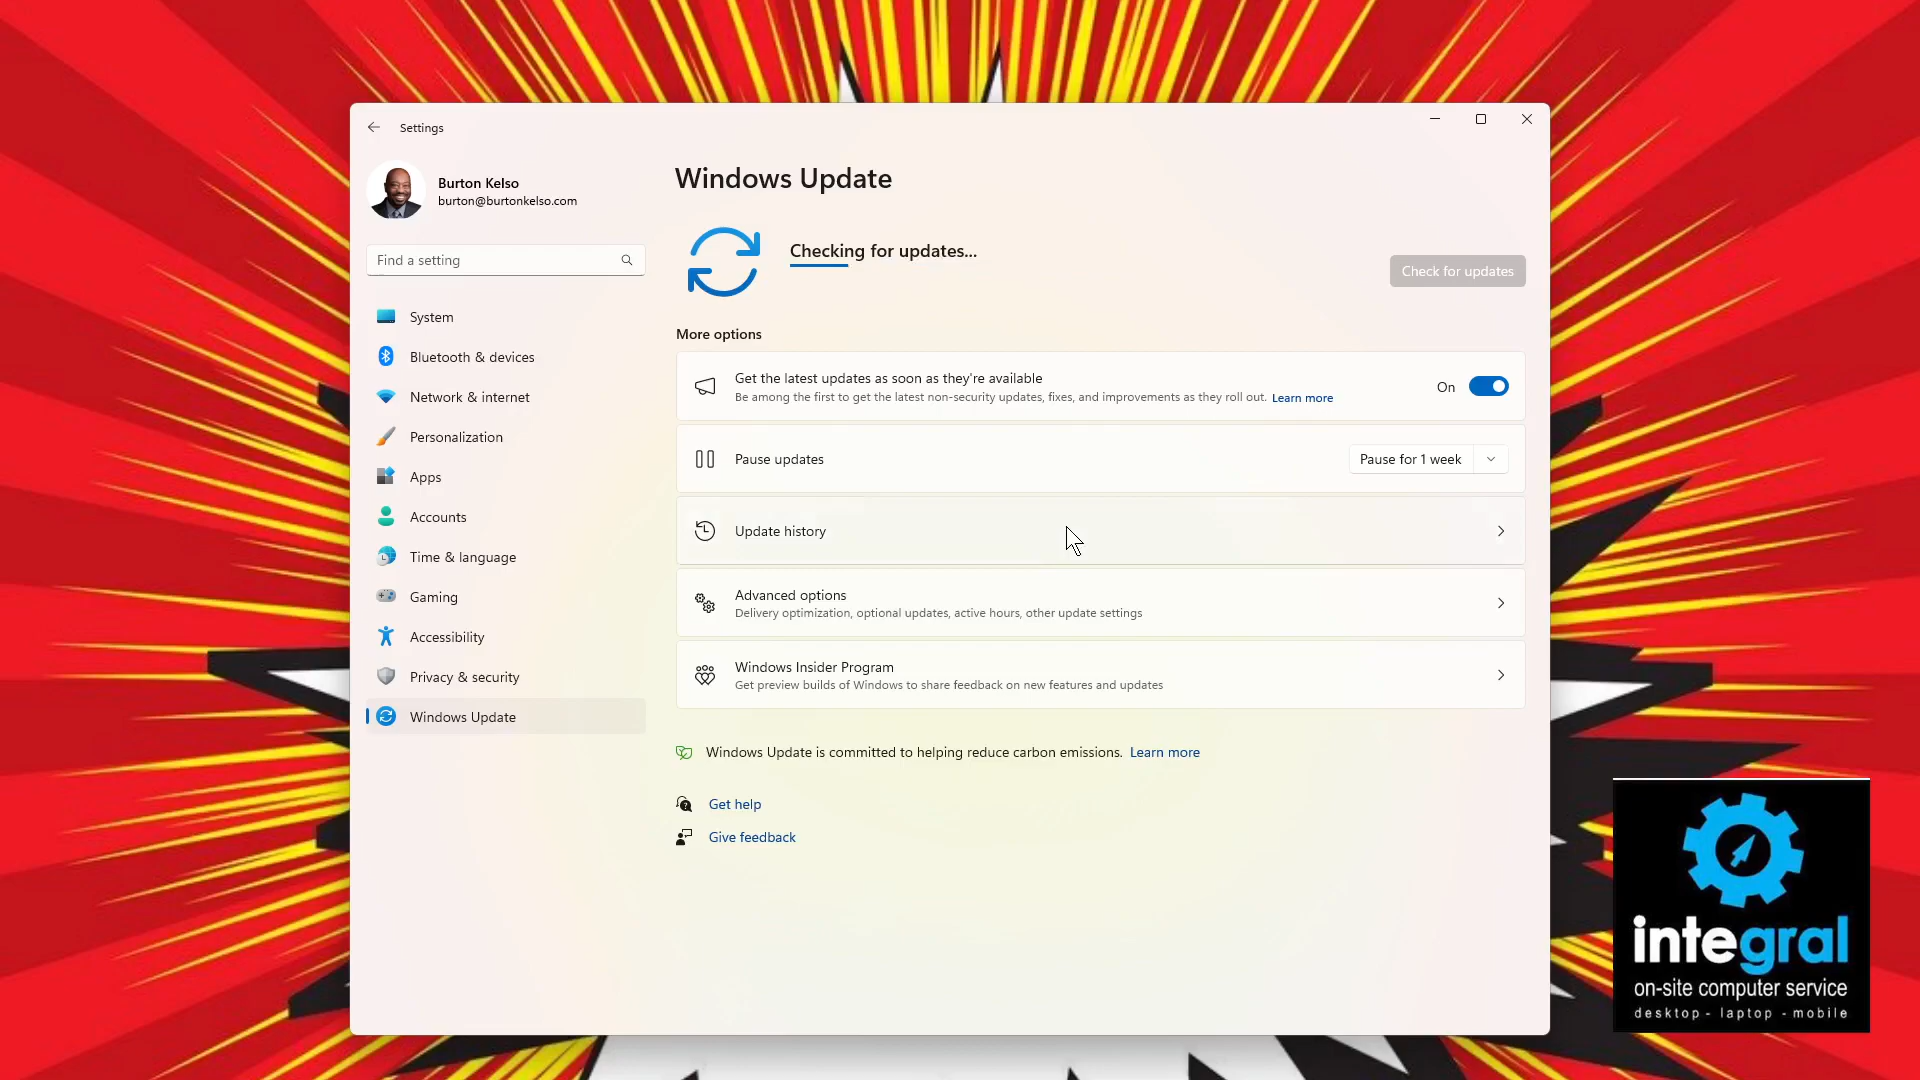 Settings
Burton Kelso
burton@burtonkelso.com
Find a setting
System
Bluetooth & devices
Network & internet
Personalization
Apps
Accounts
Time & language
Gaming
Accessibility
Privacy & security
Windows Update
Windows Update
Checking for updates...
Check for updates
More options
Get the latest updates as soon as they're available
Be among the first to get the latest non-security updates, fixes, and improvements as they roll out. Learn more
On
Pause updates
Pause for 1 week
Update history
Advanced options
Delivery optimization, optional updates, active hours, other update settings
Windows Insider Program
Get preview builds of Windows to share feedback on new features and updates
Windows Update is committed to helping reduce carbon emissions. Learn more
Get help
Give feedback
integral
on-site computer service
desktop - laptop - mobile